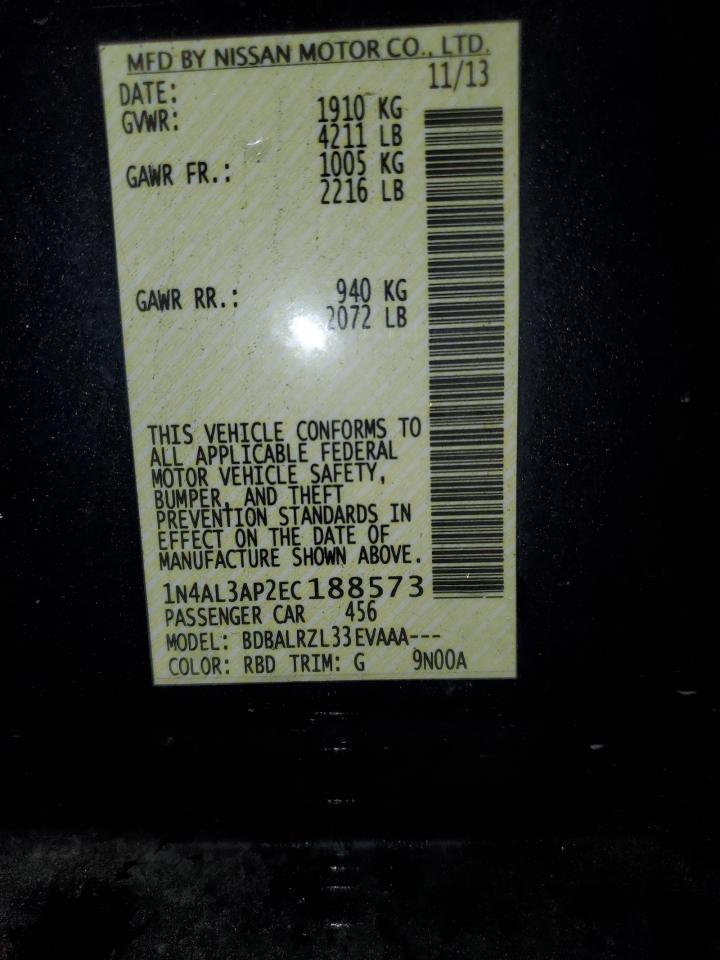 MFD BY NISSAN MOTOR CO., LTD.
DATE: 11/13
GVWR: 1910 KG
4211 LB
GAWR FR.: 1005 KG
2216 LB
GAWR RR.: 940 KG
2072 LB
THIS VEHICLE CONFORMS TO
ALL APPLICABLE FEDERAL
MOTOR VEHICLE SAFETY,
BUMPER, AND THEFT
PREVENTION STANDARDS IN
EFFECT ON THE DATE OF
MANUFACTURE SHOWN ABOVE.
1N4AL3AP2EC188573
PASSENGER CAR 456
MODEL: BDBALRZL33EVAAA---
COLOR: RBD TRIM: G 9N00A